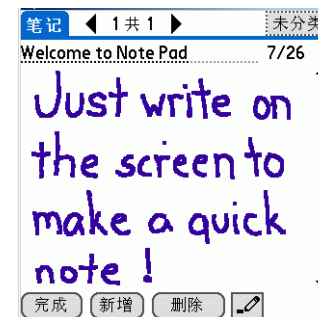 笔记 1 共 1 未分类
Welcome to Note Pad 7/26
Just write on
the screen to
make a quick
note !
完成 新增 删除